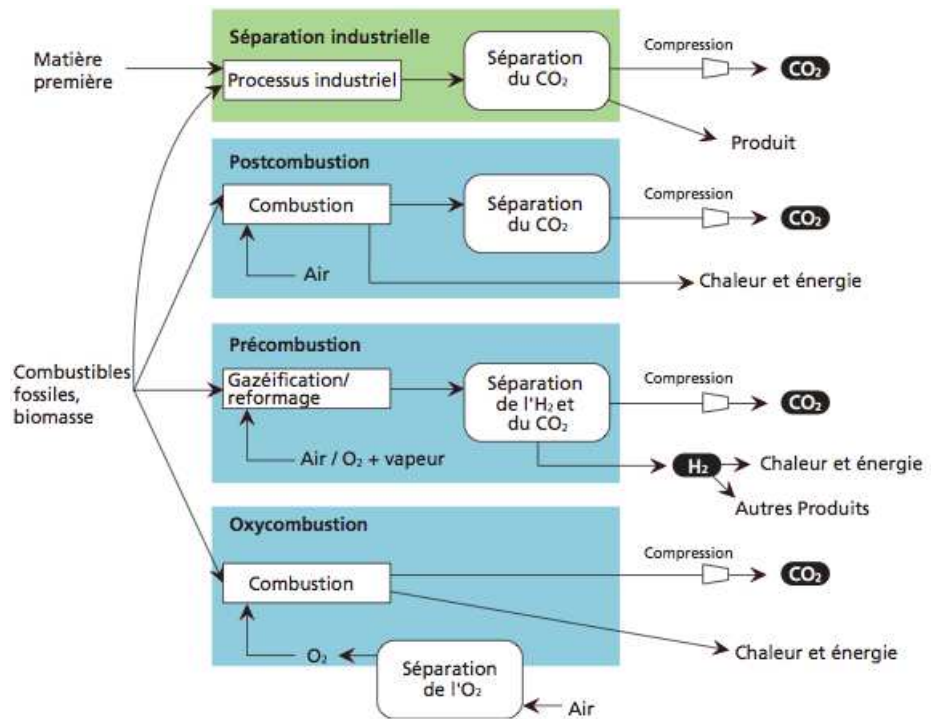 Séparation industrielle
Matière
première
Processus industriel
Séparation
du CO₂
Compression
CO₂
Produit
Postcombustion
Combustion
Séparation
du CO₂
Compression
CO₂
Air
Chaleur et énergie
Combustibles
fossiles,
biomasse
Précombustion
Gazéification/
reformage
Séparation
de l'H₂ et
du CO₂
Compression
CO₂
Air / O₂ + vapeur
H₂
Chaleur et énergie
Autres Produits
Oxycombustion
Combustion
Compression
CO₂
O₂
Séparation
de l'O₂
Air
Chaleur et énergie